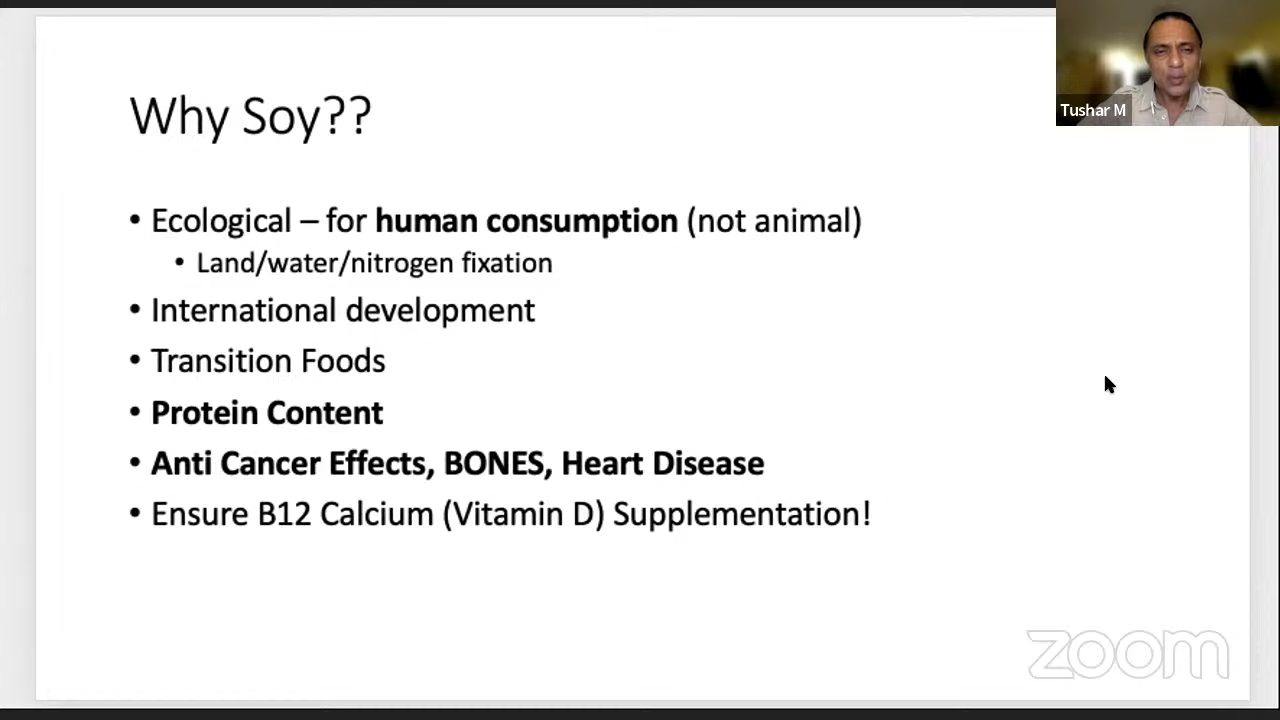 Why Soy??
Tushar M
• Ecological – for human consumption (not animal)
• Land/water/nitrogen fixation
• International development
• Transition Foods
• Protein Content
• Anti Cancer Effects, BONES, Heart Disease
• Ensure B12 Calcium (Vitamin D) Supplementation!
zoom